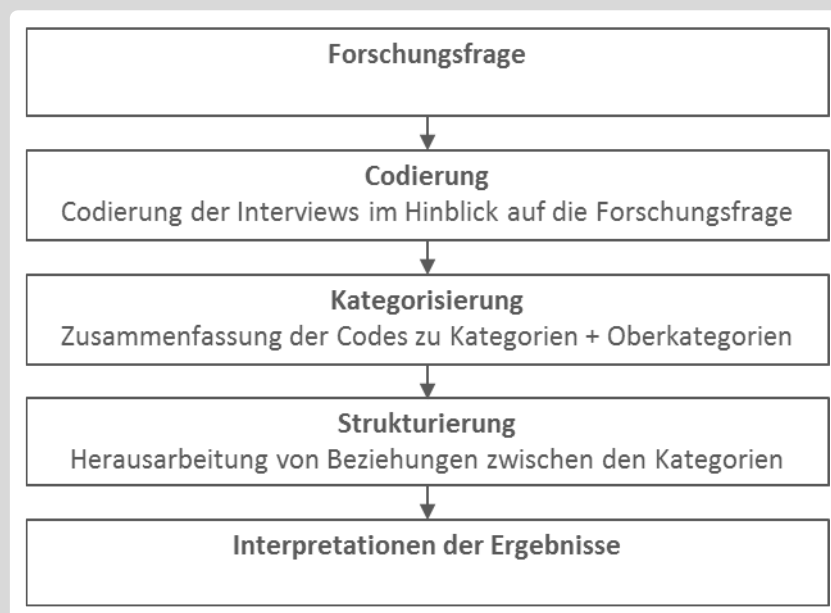 Forschungsfrage
Codierung
Codierung der Interviews im Hinblick auf die Forschungsfrage
Kategorisierung
Zusammenfassung der Codes zu Kategorien + Oberkategorien
Strukturierung
Herausarbeitung von Beziehungen zwischen den Kategorien
Interpretationen der Ergebnisse